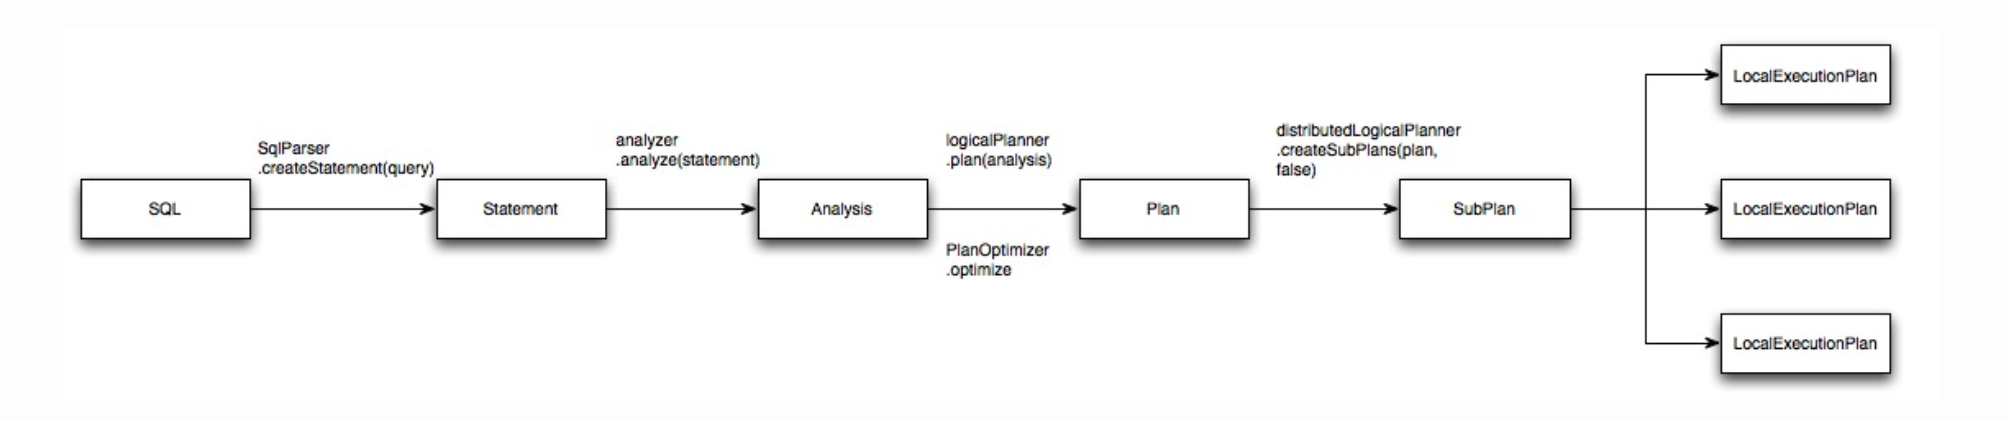 SqlParser
.createStatement(query)
analyzer
.analyze(statement)
logicalPlanner
.plan(analysis)
distributedLogicalPlanner
.createSubPlans(plan,
false)
LocalExecutionPlan
SQL
Statement
Analysis
Plan
SubPlan
LocalExecutionPlan
PlanOptimizer
.optimize
LocalExecutionPlan